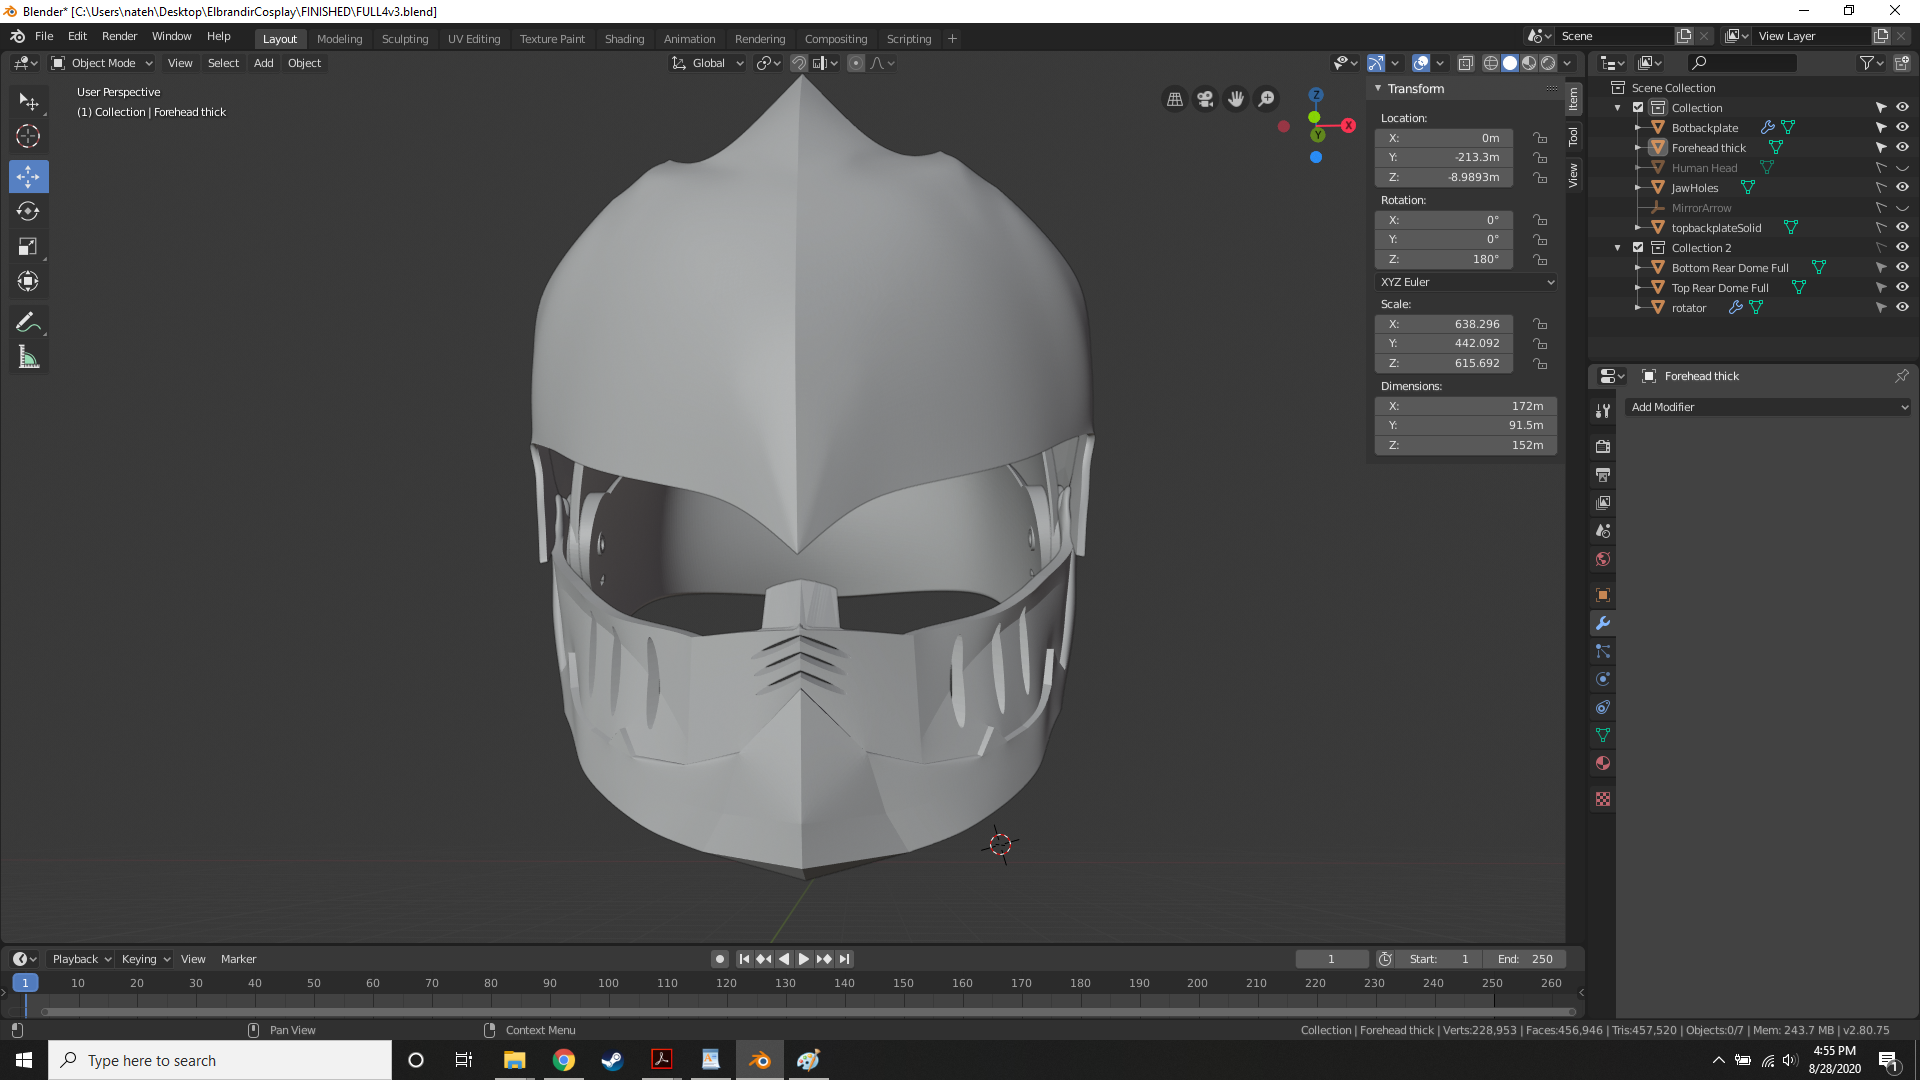 Blender* [C:\Users\nateh\Desktop\ElbrandirCosplay\FINISHED\FULL4v3.blend]
File Edit Render Window Help Layout Modeling Sculpting UV Editing Texture Paint Shading Animation Rendering Compositing Scripting + Scene View Layer
Object Mode View Select Add Object Global
User Perspective
(1) Collection | Forehead thick
Z
X
Y
Transform
Location:
X: 0m
Y: -213.3m
Z: -8.9893m
Rotation:
X: 0°
Y: 0°
Z: 180°
XYZ Euler
Scale:
X: 638.296
Y: 442.092
Z: 615.692
Dimensions:
X: 172m
Y: 91.5m
Z: 152m
Item
Tool
View
Scene Collection
Collection
Botbackplate
Forehead thick
Human Head
JawHoles
MirrorArrow
topbackplateSolid
Collection 2
Bottom Rear Dome Full
Top Rear Dome Full
rotator
Forehead thick
Add Modifier
Playback Keying View Marker 1 Start: 1 End: 250
1 10 20 30 40 50 60 70 80 90 100 110 120 130 140 150 160 170 180 190 200 210 220 230 240 250 260
Pan View Context Menu Collection | Forehead thick | Verts:228,953 | Faces:456,946 | Tris:457,520 | Objects:0/7 | Mem: 243.7 MB | v2.80.75
Type here to search
4:55 PM
8/28/2020
1